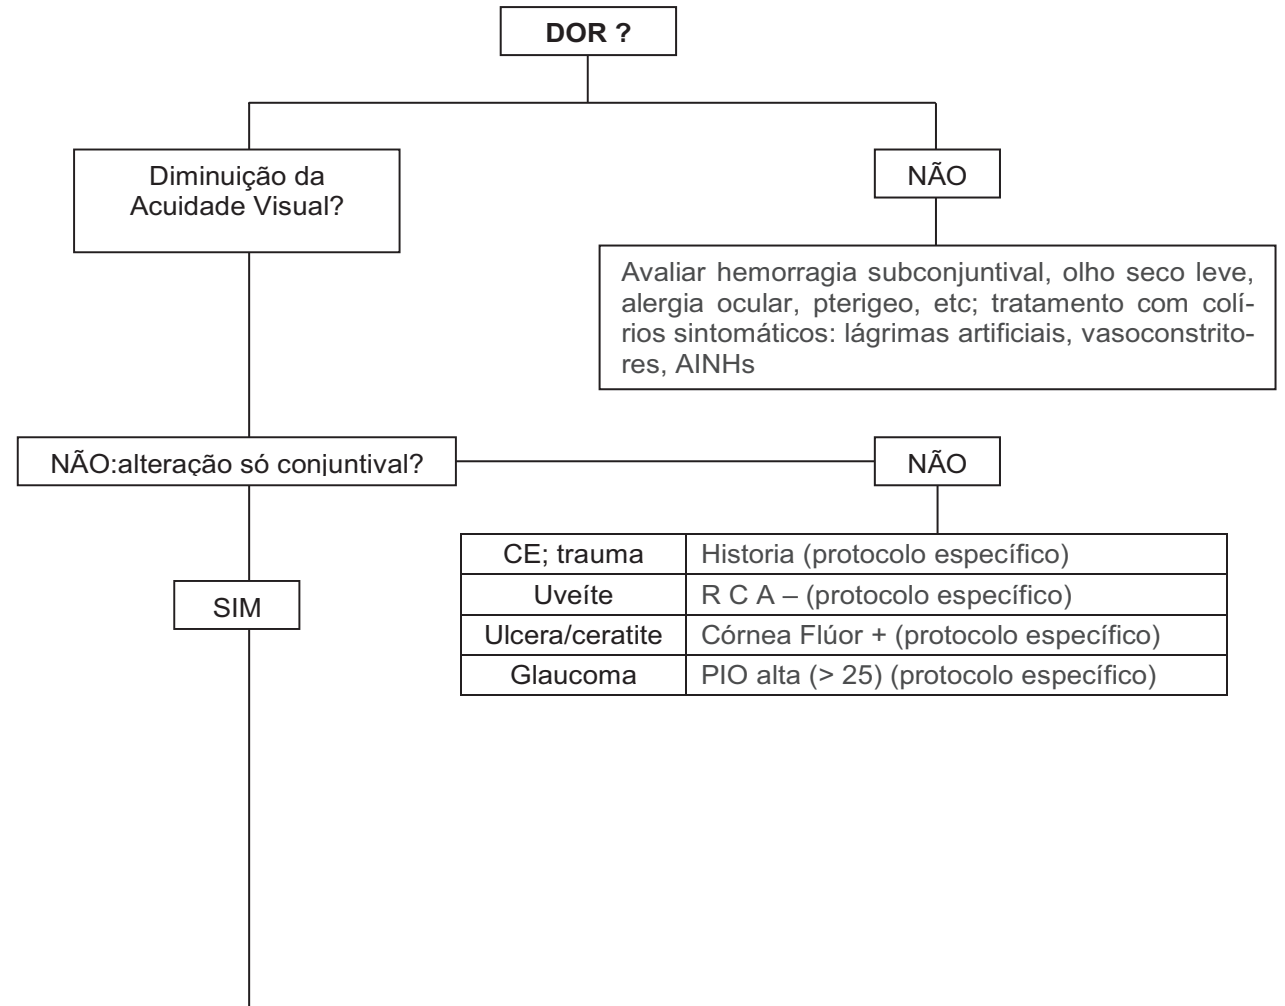 DOR ?
Diminuição da
Acuidade Visual?
NÃO
Avaliar hemorragia subconjuntival, olho seco leve,
alergia ocular, pterigeo, etc; tratamento com colí-
rios sintomáticos: lágrimas artificiais, vasoconstrito-
res, AINHs
NÃO:alteração só conjuntival?
NÃO
SIM
CE; trauma Historia (protocolo específico)
Uveíte R C A – (protocolo específico)
Ulcera/ceratite Córnea Flúor + (protocolo específico)
Glaucoma PIO alta (> 25) (protocolo específico)